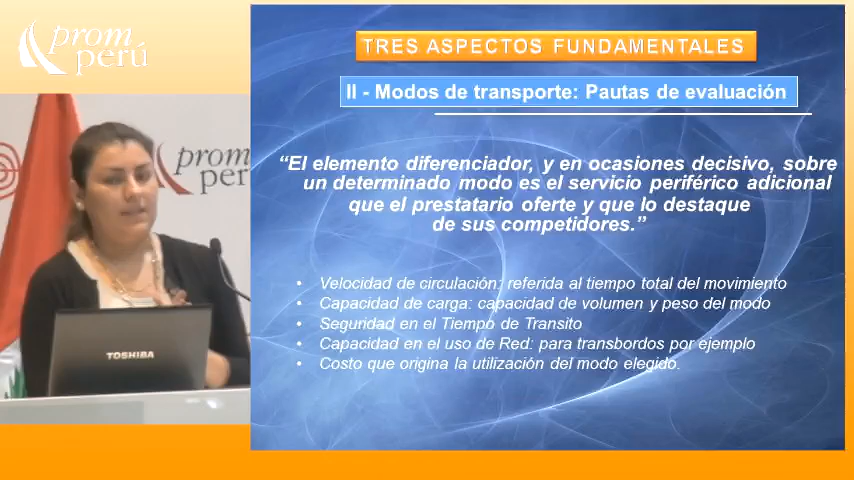 prom
perú
TRES ASPECTOS FUNDAMENTALES
II - Modos de transporte: Pautas de evaluación
prom
per
“El elemento diferenciador, y en ocasiones decisivo, sobre
un determinado modo es el servicio periférico adicional
que el prestatario oferte y que lo destaque
de sus competidores.”
• Velocidad de circulación: referida al tiempo total del movimiento
• Capacidad de carga: capacidad de volumen y peso del modo
• Seguridad en el Tiempo de Transito
• Capacidad en el uso de Red: para transbordos por ejemplo
• Costo que origina la utilización del modo elegido.
TOSHIBA